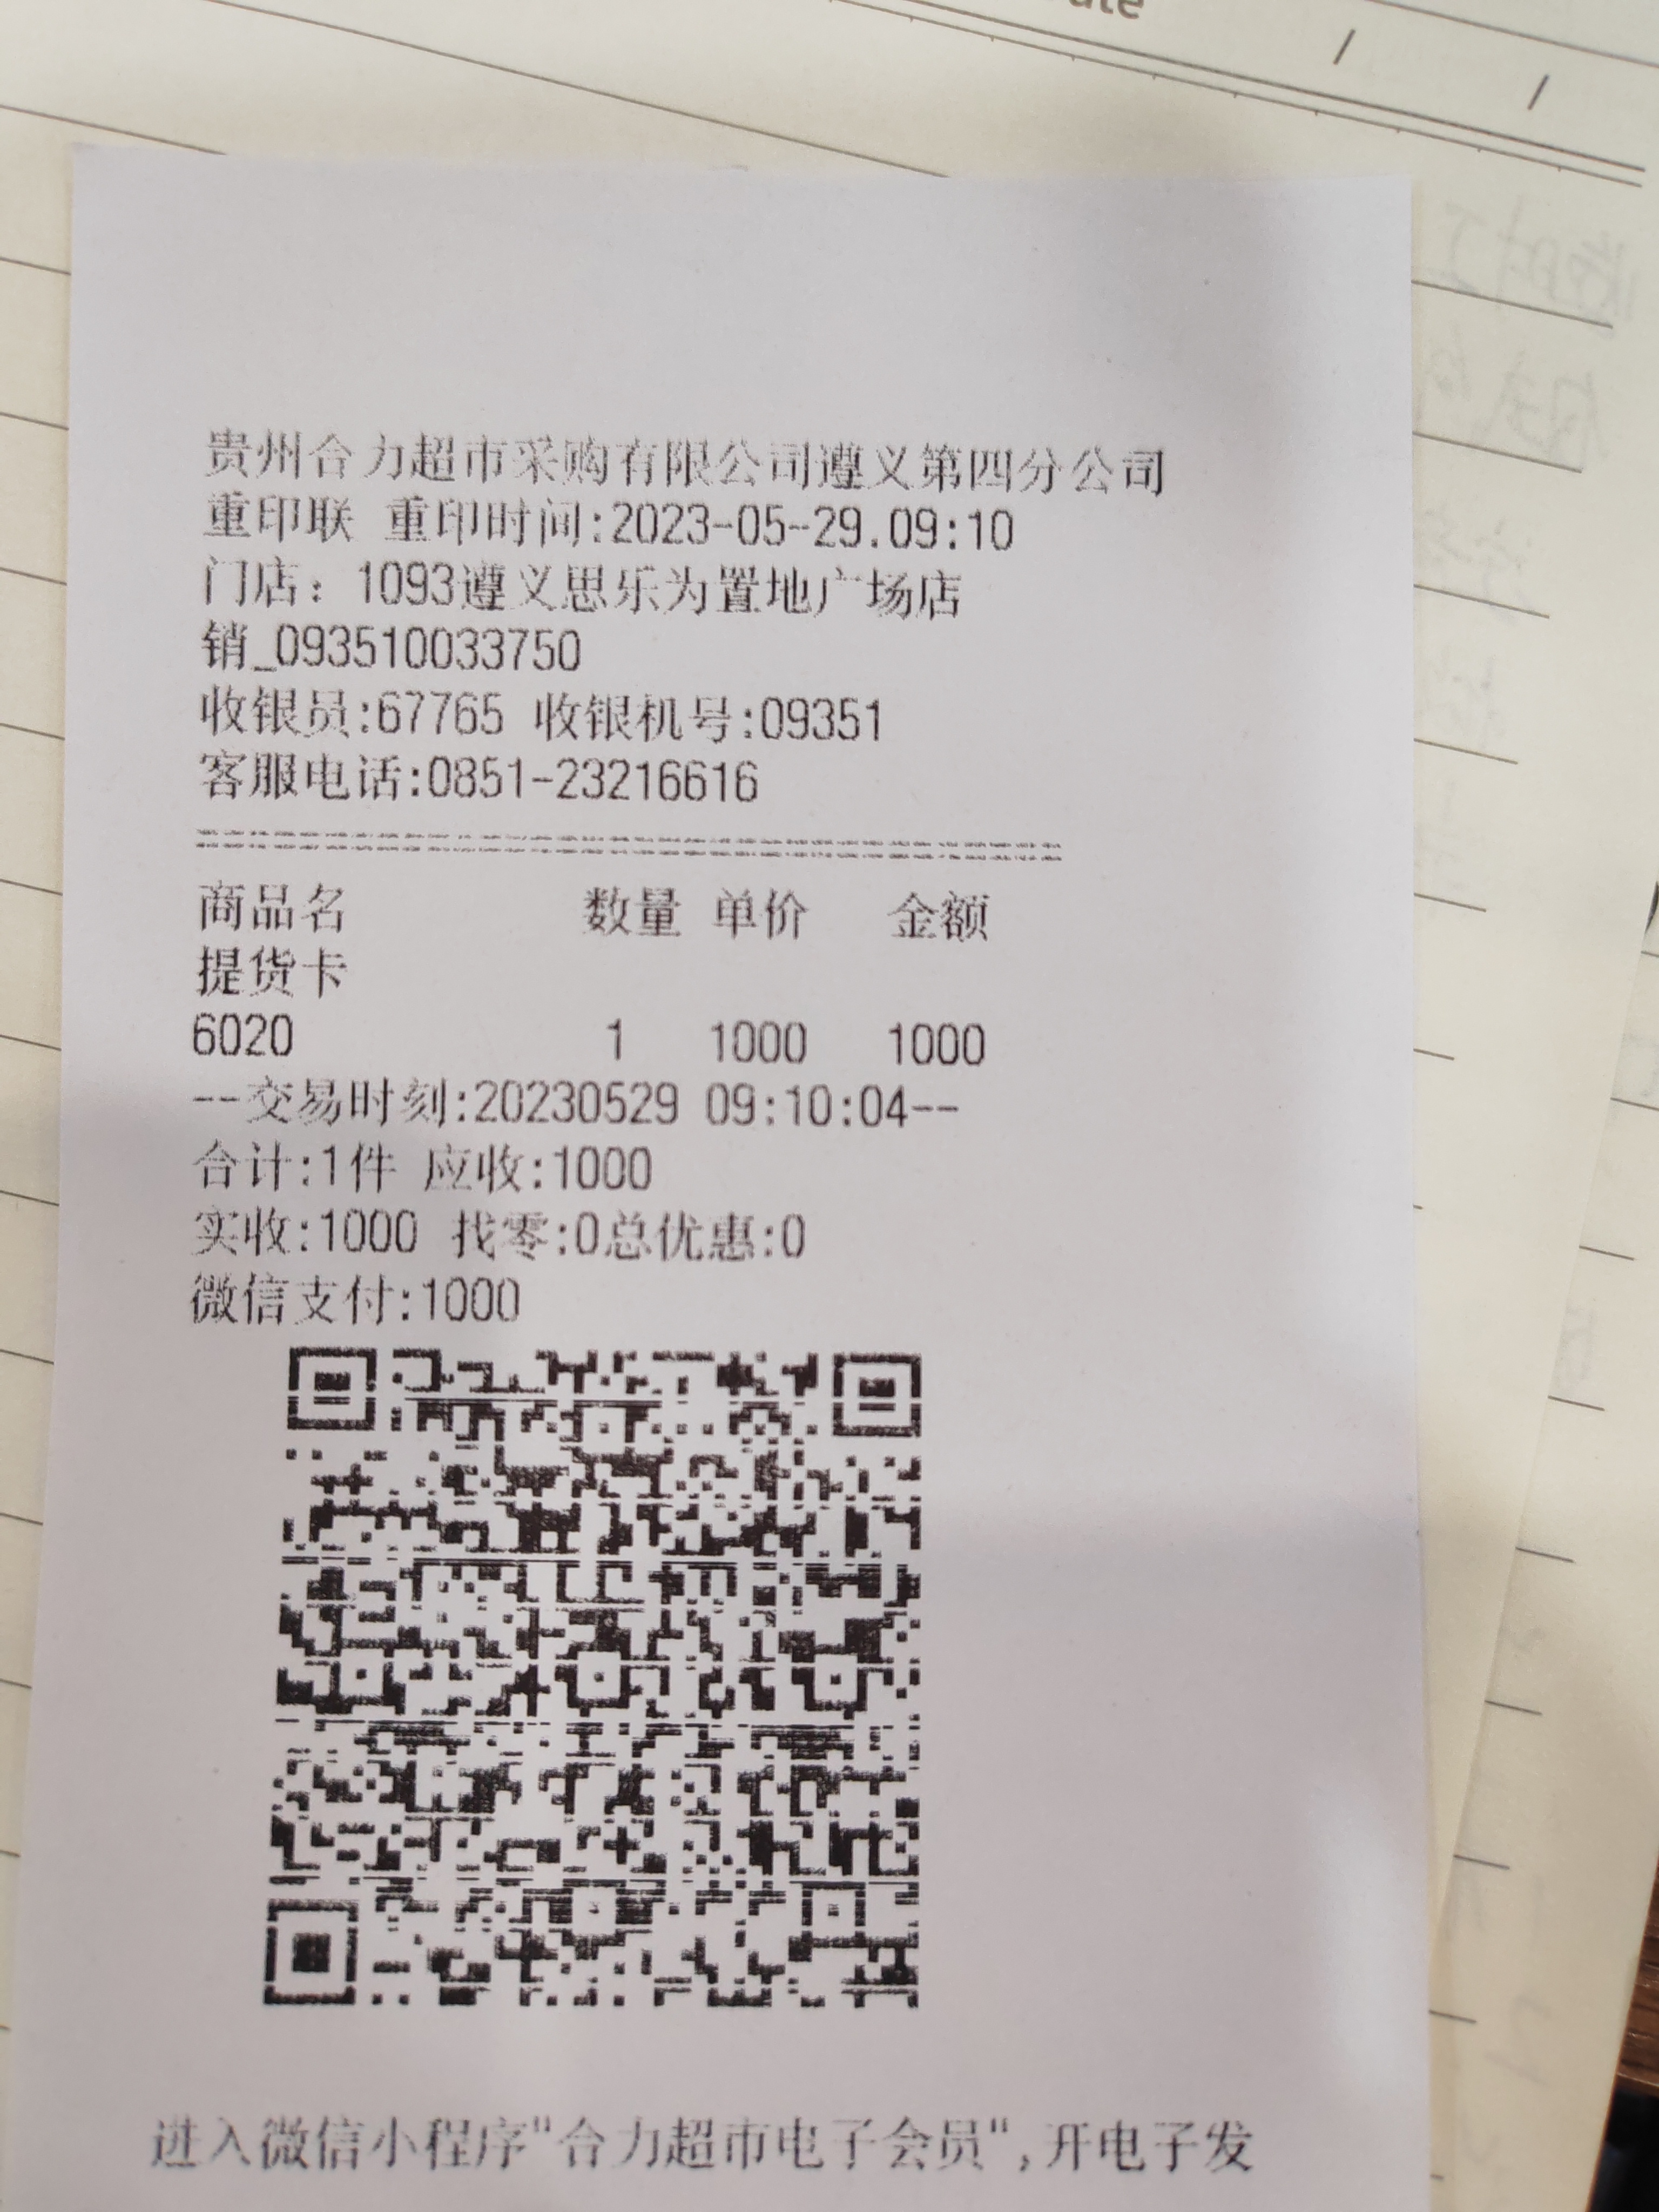 贵州合力超市采购有限公司遵义第四分公司
重印联 重印时间:2023-05-29.09:10
门店：1093遵义思乐为置地广场店
销_093510033750
收银员:67765 收银机号:09351
客服电话:0851-23216616
商品名 数量 单价 金额
提货卡
6020 1 1000 1000
--交易时刻:20230529 09:10:04--
合计:1件 应收:1000
实收:1000 找零:0总优惠:0
微信支付:1000
进入微信小程序"合力超市电子会员",开电子发